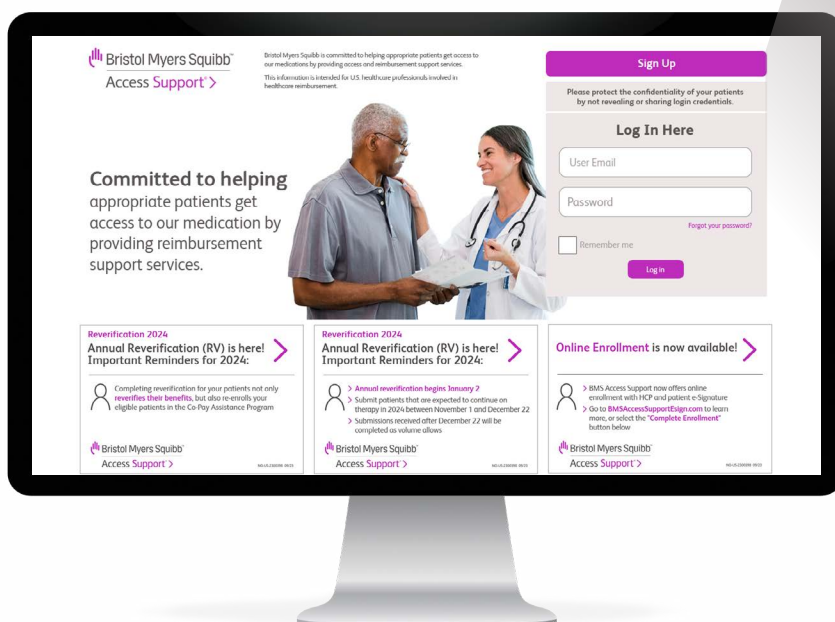 Bristol Myers Squibb™
Access Support®
Bristol Myers Squibb is committed to helping appropriate patients get access to
our medications by providing access and reimbursement support services.
This information is intended for U.S. healthcare professionals involved in
healthcare reimbursement.
Committed to helping
appropriate patients get
access to our medication by
providing reimbursement
support services.
Sign Up
Please protect the confidentiality of your patients
by not revealing or sharing login credentials.
Log In Here
User Email
Password
Forgot your password?
Remember me
Log in
Reverification 2024
Annual Reverification (RV) is here!
Important Reminders for 2024:
Completing reverification for your patients not only
reverifies their benefits, but also re-enrolls your
eligible patients in the Co-Pay Assistance Program
Bristol Myers Squibb™
Access Support®
Reverification 2024
Annual Reverification (RV) is here!
Important Reminders for 2024:
> Annual reverification begins January 2
> Submit patients that are expected to continue on
therapy in 2024 between November 1 and December 22
> Submissions received after December 22 will be
completed as volume allows
Bristol Myers Squibb™
Access Support®
Online Enrollment is now available!
> BMS Access Support now offers online
enrollment with HCP and patient e-Signature
> Go to BMSAccessSupportEsign.com to learn
more, or select the "Complete Enrollment"
button below
Bristol Myers Squibb™
Access Support®